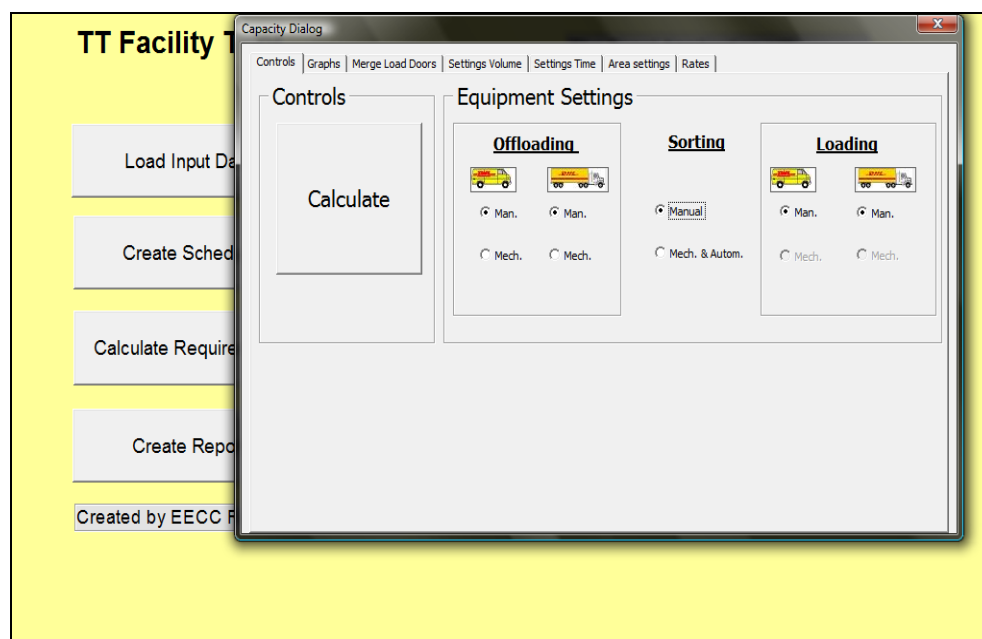 TT Facility T
Load Input Da
Create Sched
Calculate Require
Create Repo
Created by EECC F
Capacity Dialog
Controls Graphs Merge Load Doors Settings Volume Settings Time Area settings Rates
Controls
Calculate
Equipment Settings
Offloading
Man. Man.
Mech. Mech.
Sorting
Manual
Mech. & Autom.
Loading
Man. Man.
Mech. Mech.